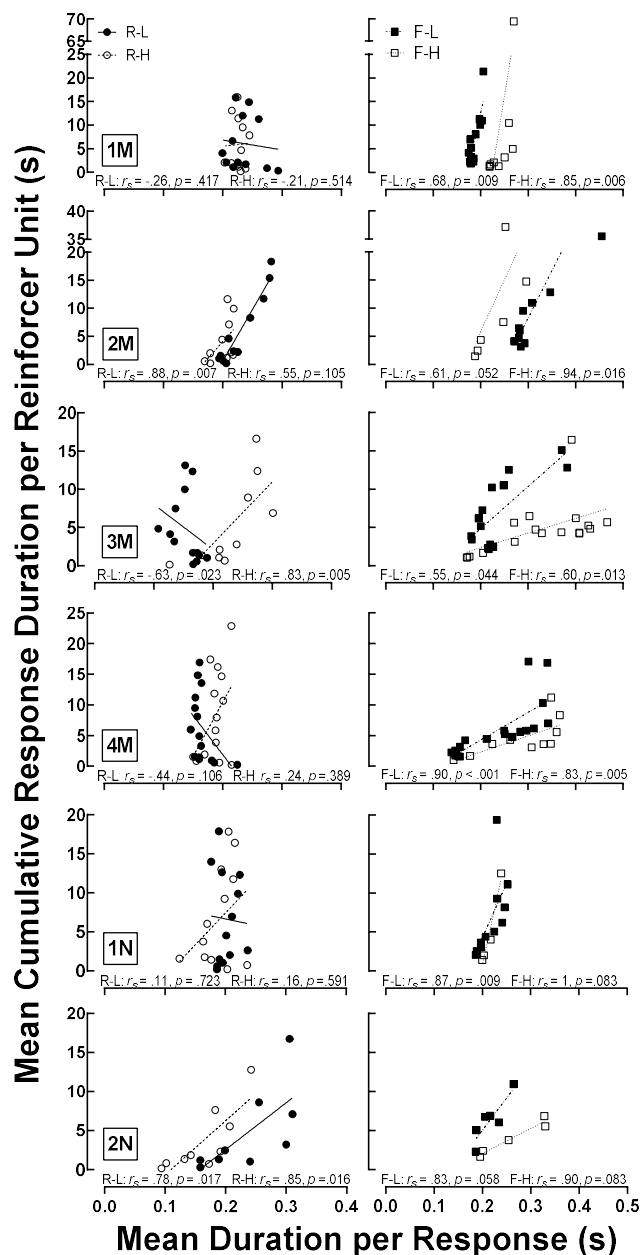 Mean Cumulative Response Duration per Reinforcer Unit (s)
70
50
25
20
15
10
5
0
R-L
R-H
F-L
F-H
1M
R-L: rs = -.26, p = .417 R-H: rs = -.21, p = .514
F-L: rs = .68, p = .009 F-H: rs = .85, p = .006
40
35
20
15
10
5
0
2M
R-L: rs = .88, p = .007 R-H: rs = .55, p = .105
F-L: rs = .61, p = .052 F-H: rs = .94, p = .016
20
15
10
5
0
3M
R-L: rs = -.63, p = .023 R-H: rs = .83, p = .005
F-L: rs = .55, p = .044 F-H: rs = .60, p = .013
25
20
15
10
5
0
4M
R-L: rs = -.44, p = .106 R-H: rs = .24, p = .389
F-L: rs = .90, p < .001 F-H: rs = .83, p = .005
20
15
10
5
0
1N
R-L: rs = .11, p = .723 R-H: rs = .16, p = .591
F-L: rs = .87, p = .009 F-H: rs = 1, p = .083
20
15
10
5
0
2N
R-L: rs = .78, p = .017 R-H: rs = .85, p = .016
F-L: rs = .83, p = .058 F-H: rs = .90, p = .083
0.0 0.1 0.2 0.3 0.4 0.0 0.1 0.2 0.3 0.4 0.5
Mean Duration per Response (s)